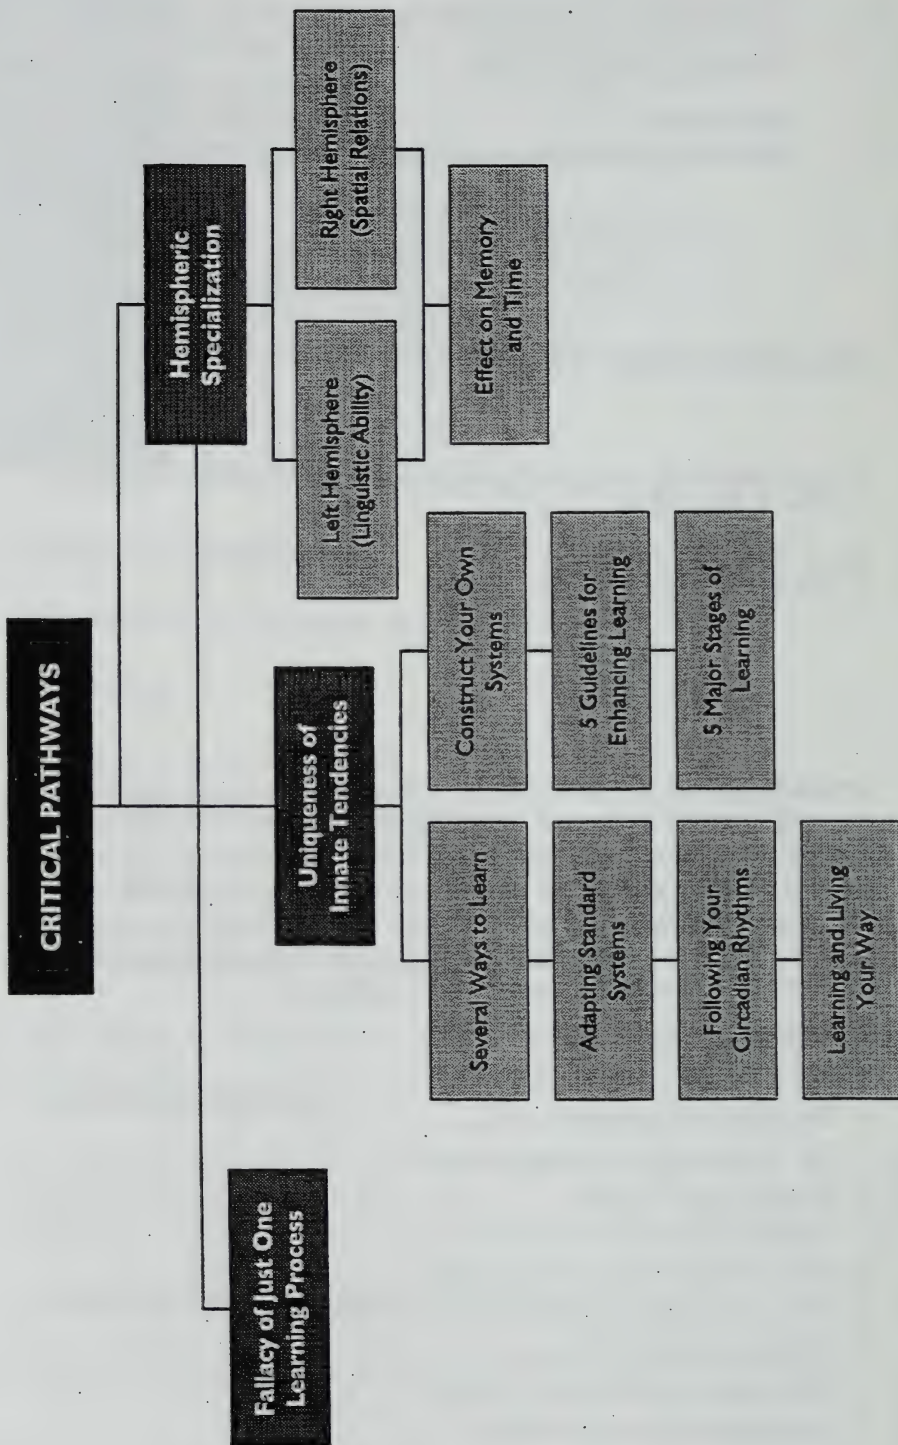 CRITICAL PATHWAYS
Fallacy of Just One
Learning Process
Uniqueness of
Innate Tendencies
Several Ways to Learn
Adapting Standard
Systems
Following Your
Circadian Rhythms
Learning and Living
Your Way
Construct Your Own
Systems
5 Guidelines for
Enhancing Learning
5 Major Stages of
Learning
Hemispheric
Specialization
Left Hemisphere
(Linguistic Ability)
Right Hemisphere
(Spatial Relations)
Effect on Memory
and Time